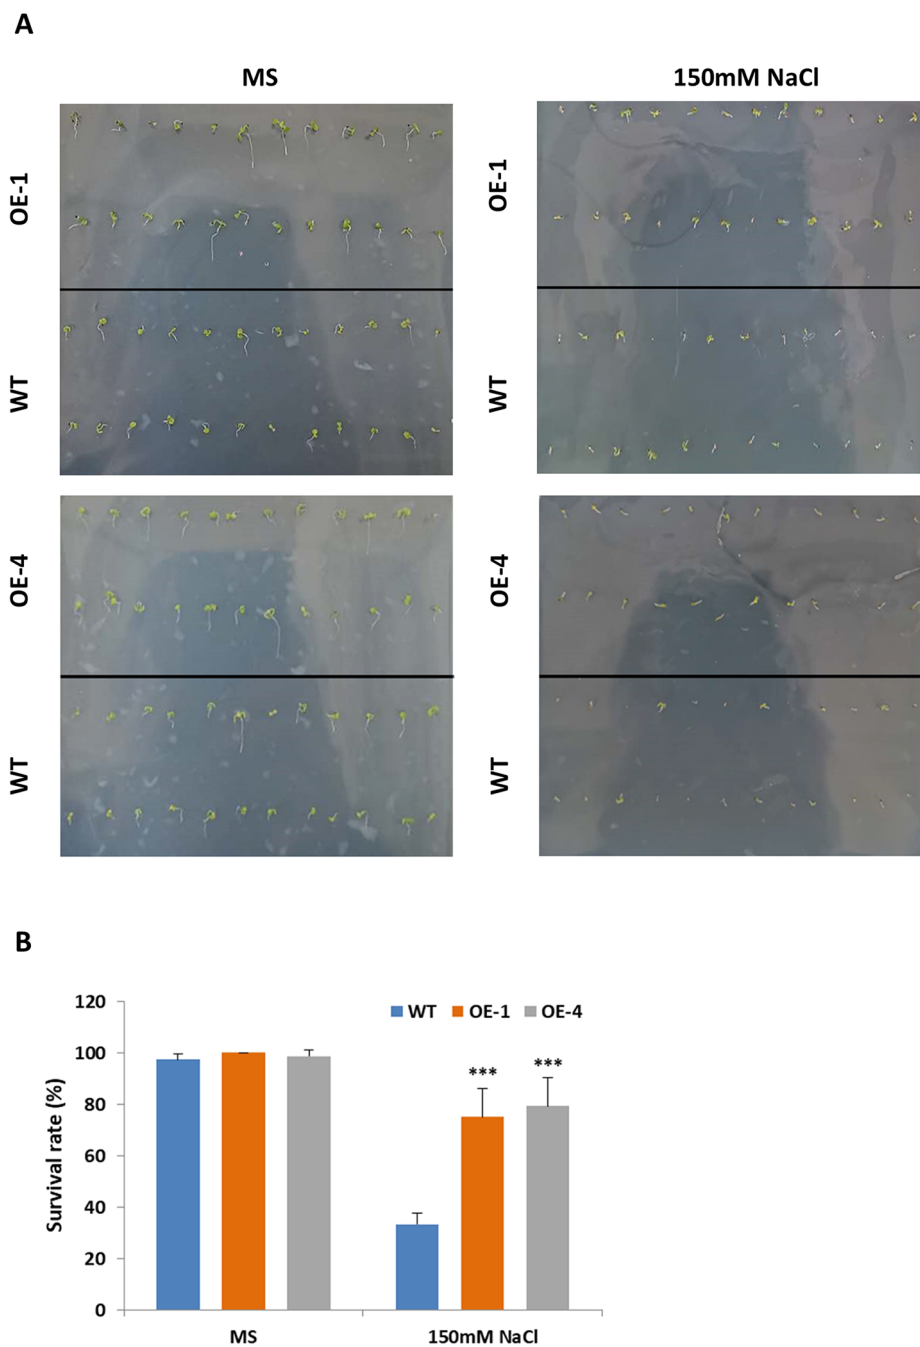 A
MS
150mM NaCl
OE-1
OE-1
WT
WT
OE-4
OE-4
WT
WT
B
WT OE-1 OE-4
Survival rate (%)
120
100
80
60
40
20
0
*** ***
MS
150mM NaCl